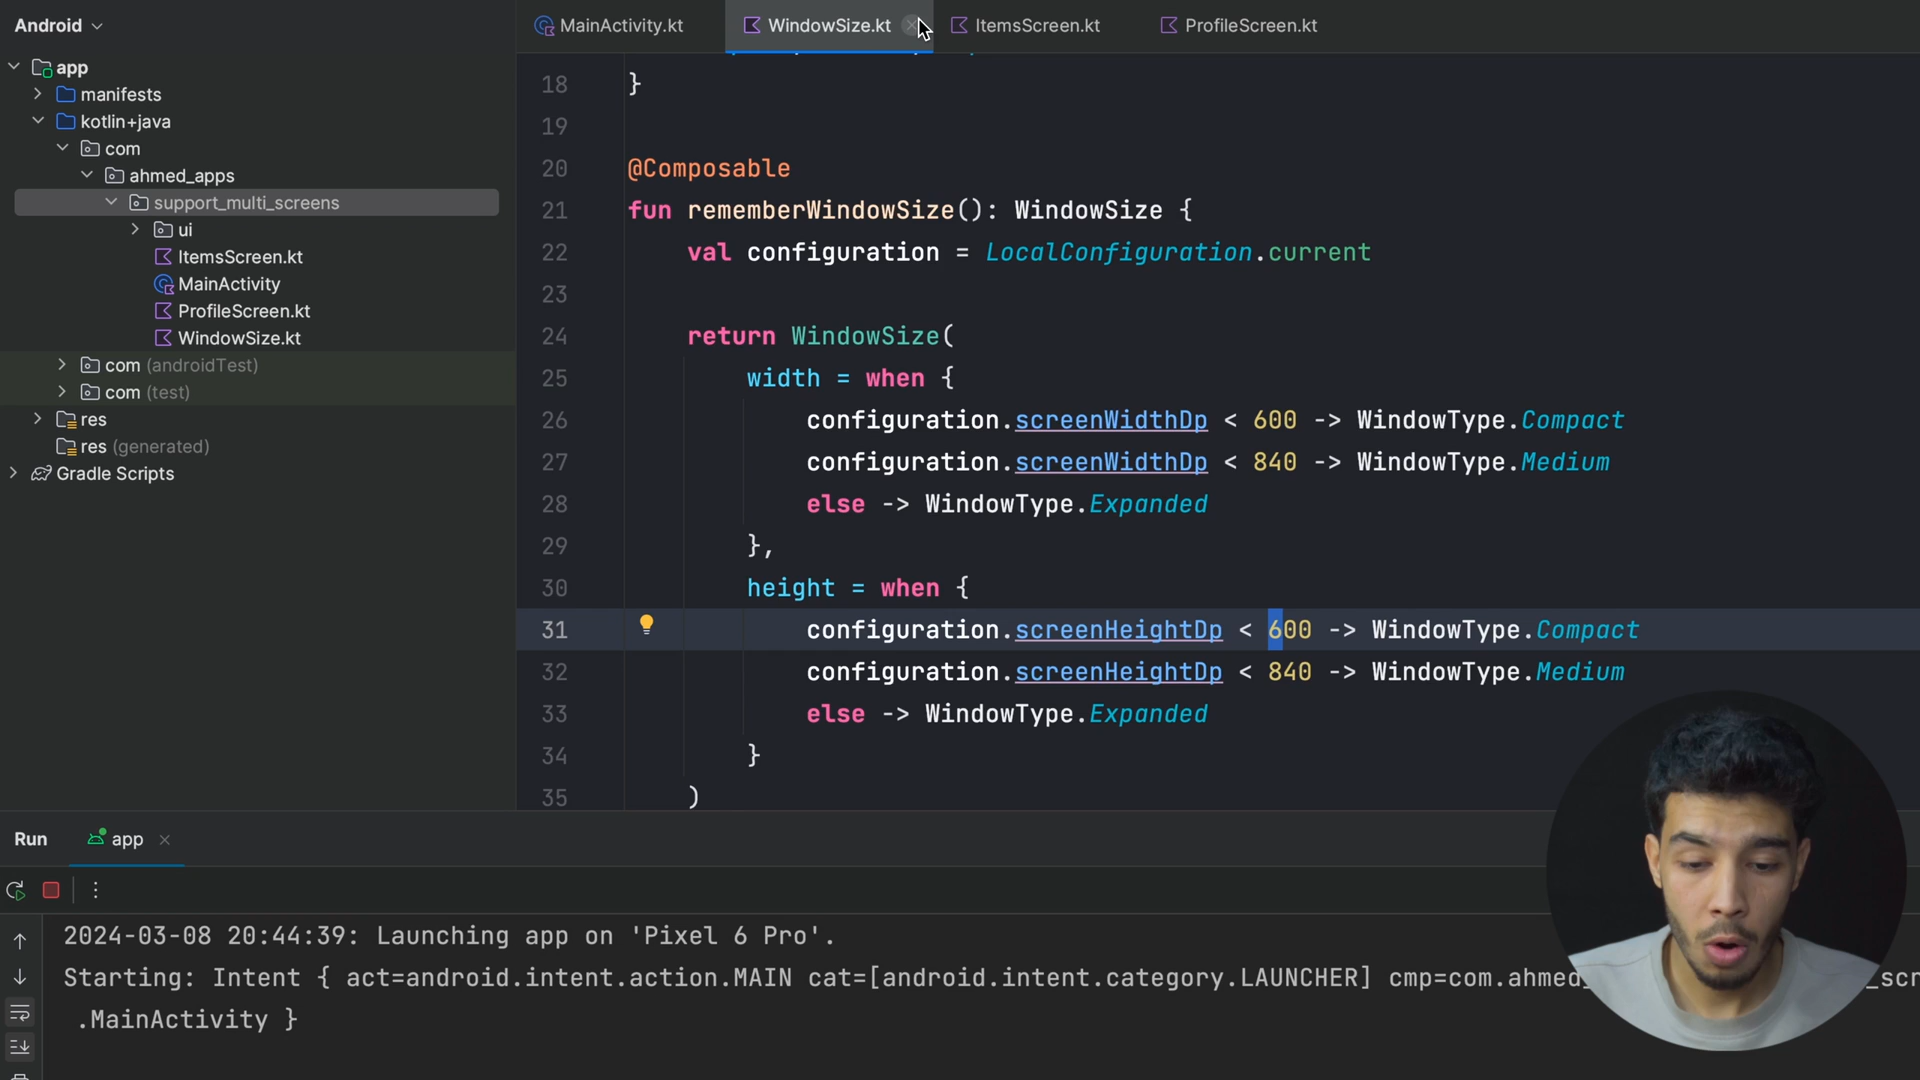 Android
MainActivity.kt
WindowSize.kt
ItemsScreen.kt
ProfileScreen.kt
app
manifests
kotlin+java
com
ahmed_apps
support_multi_screens
ui
ItemsScreen.kt
MainActivity
ProfileScreen.kt
WindowSize.kt
com (androidTest)
com (test)
res
res (generated)
Gradle Scripts
18 }
19
20 @Composable
21 fun rememberWindowSize(): WindowSize {
22 val configuration = LocalConfiguration.current
23
24 return WindowSize(
25 width = when {
26 configuration.screenWidthDp < 600 -> WindowType.Compact
27 configuration.screenWidthDp < 840 -> WindowType.Medium
28 else -> WindowType.Expanded
29 },
30 height = when {
31 configuration.screenHeightDp < 600 -> WindowType.Compact
32 configuration.screenHeightDp < 840 -> WindowType.Medium
33 else -> WindowType.Expanded
34 }
35 )
Run
app
2024-03-08 20:44:39: Launching app on 'Pixel 6 Pro'.
Starting: Intent { act=android.intent.action.MAIN cat=[android.intent.category.LAUNCHER] cmp=com.ahmed_ _scr
.MainActivity }